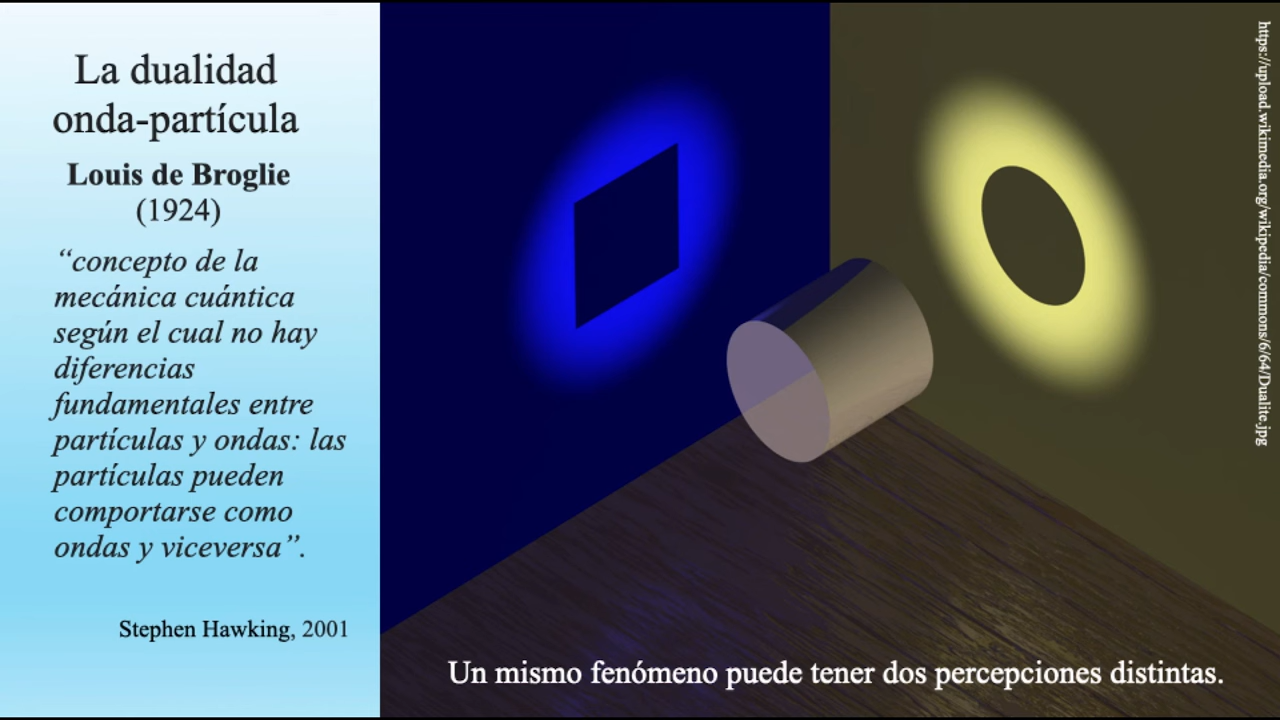 La dualidad
onda-partícula
Louis de Broglie
(1924)
“concepto de la
mecánica cuántica
según el cual no hay
diferencias
fundamentales entre
partículas y ondas: las
partículas pueden
comportarse como
ondas y viceversa”.
Stephen Hawking, 2001
Un mismo fenómeno puede tener dos percepciones distintas.
https://upload.wikimedia.org/wikipedia/commons/6/64/Dualite.jpg